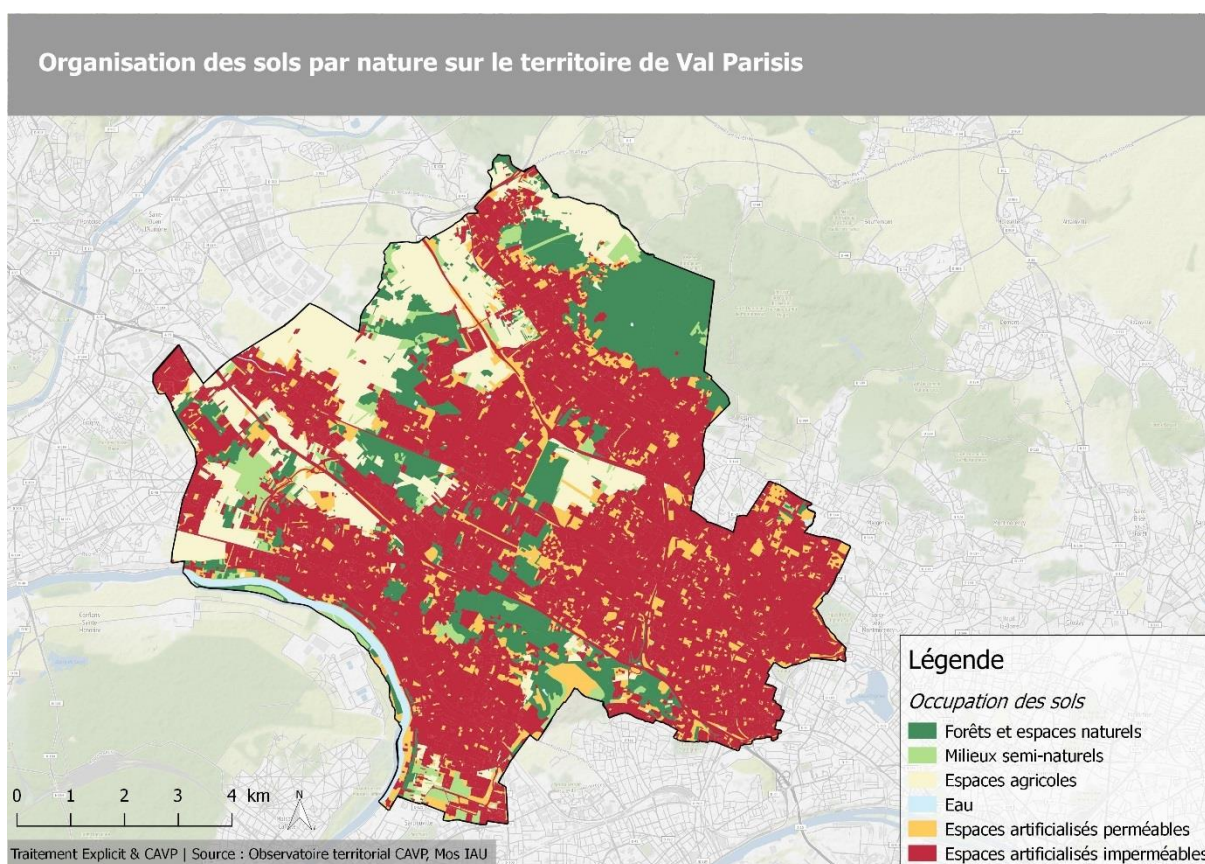 Organisation des sols par nature sur le territoire de Val Parisis
Légende
Occupation des sols
Forêts et espaces naturels
Milieux semi-naturels
Espaces agricoles
Eau
Espaces artificialisés perméables
Espaces artificialisés imperméables
0 1 2 3 4 km
N
Traitement Explicit & CAVP | Source : Observatoire territorial CAVP, Mos IAU